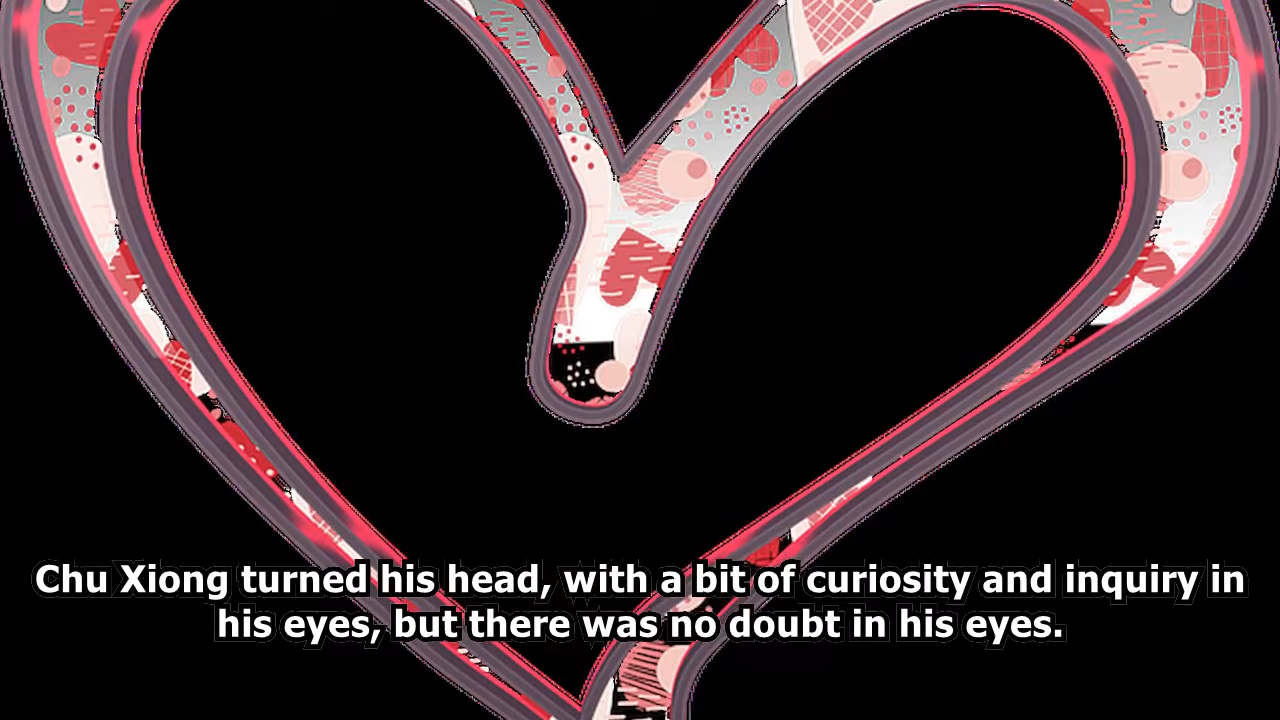 Chu Xiong turned his head, with a bit of curiosity and inquiry in
his eyes, but there was no doubt in his eyes.